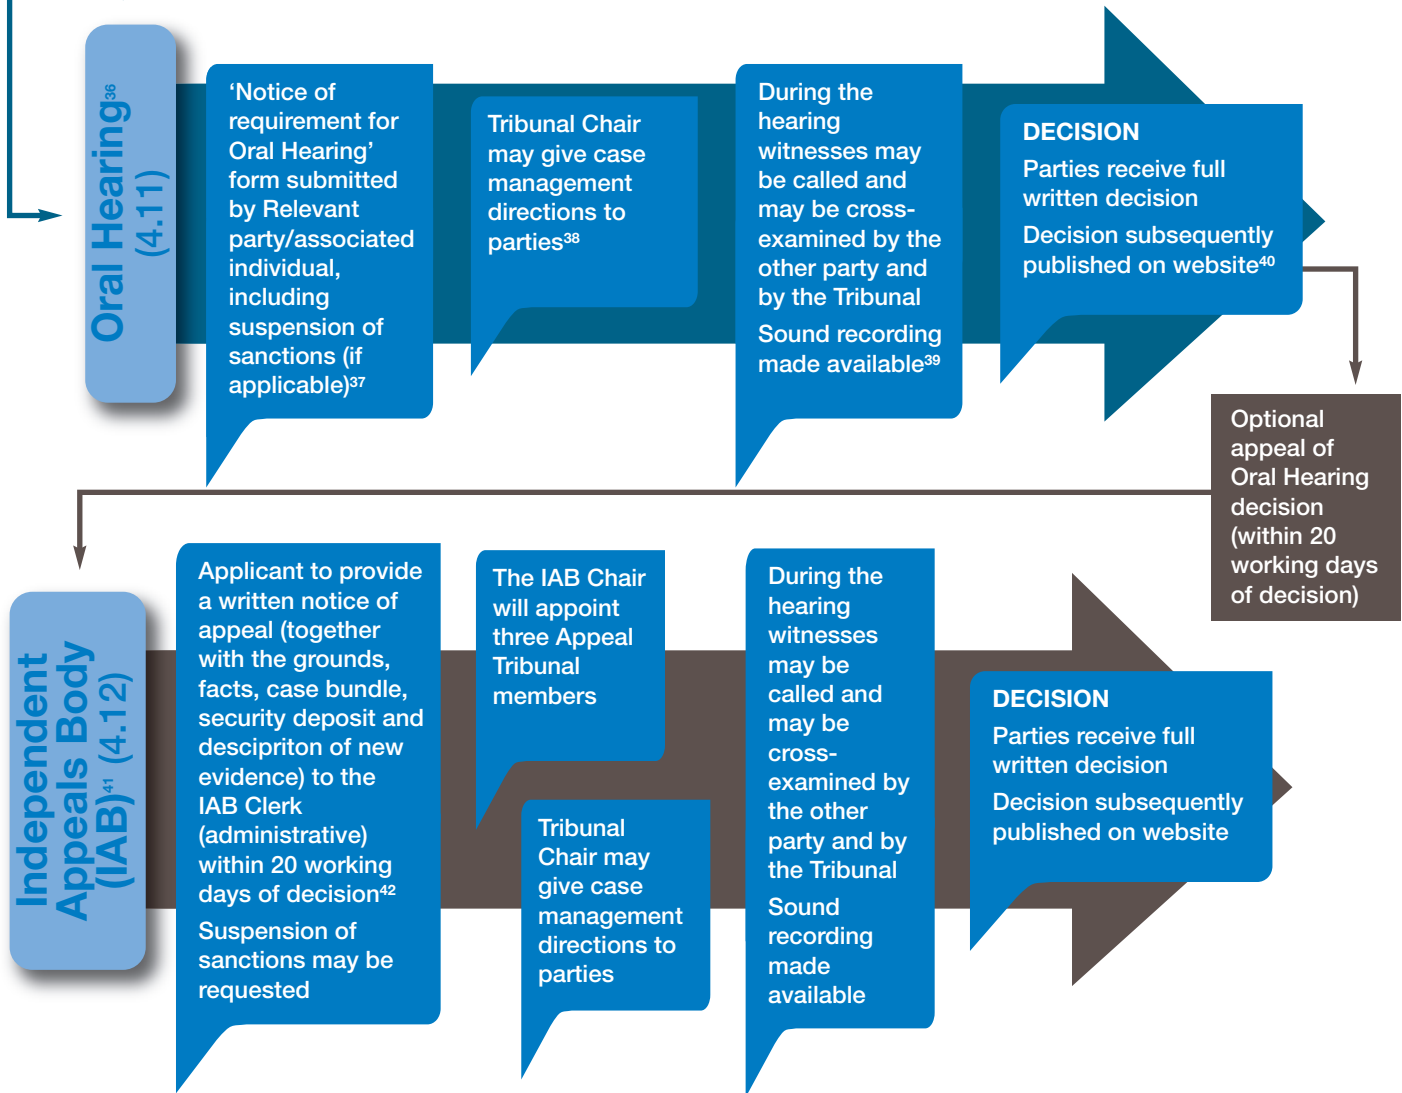 Oral Hearing³⁶
(4.11)
‘Notice of
requirement for
Oral Hearing’
form submitted
by Relevant
party/associated
individual,
including
suspension of
sanctions (if
applicable)³⁷
Tribunal Chair
may give case
management
directions to
parties³⁸
During the
hearing
witnesses may
be called and
may be cross-
examined by the
other party and
by the Tribunal
Sound recording
made available³⁹
DECISION
Parties receive full
written decision
Decision subsequently
published on website⁴⁰
Optional
appeal of
Oral Hearing
decision
(within 20
working days
of decision)
Independent
Appeals Body
(IAB)⁴¹ (4.12)
Applicant to provide
a written notice of
appeal (together
with the grounds,
facts, case bundle,
security deposit and
descipriton of new
evidence) to the
IAB Clerk
(administrative)
within 20 working
days of decision⁴²
Suspension of
sanctions may be
requested
The IAB Chair
will appoint
three Appeal
Tribunal
members
Tribunal
Chair may
give case
management
directions to
parties
During the
hearing
witnesses
may be
called and
may be
cross-
examined by
the other
party and by
the Tribunal
Sound
recording
made
available
DECISION
Parties receive full
written decision
Decision subsequently
published on website